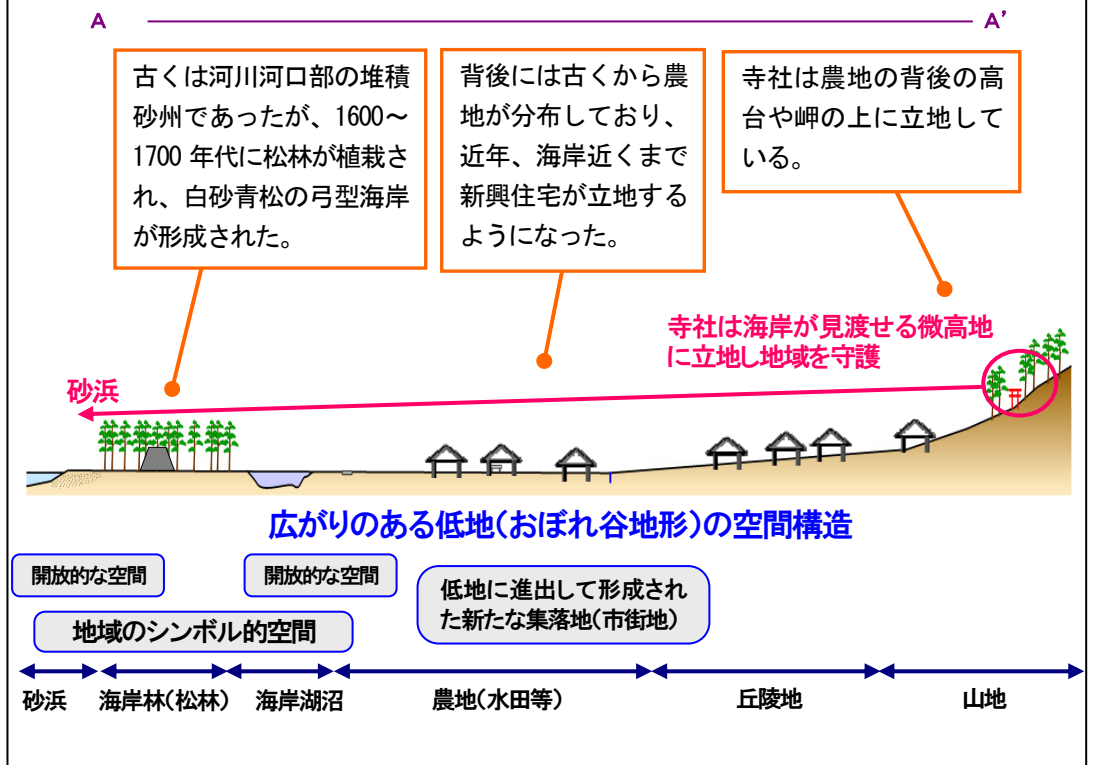 A A'
古くは河川河口部の堆積
砂州であったが、1600～
1700 年代に松林が植栽さ
れ、白砂青松の弓型海岸
が形成された。
背後には古くから農
地が分布しており、
近年、海岸近くまで
新興住宅が立地する
ようになった。
寺社は農地の背後の高
台や岬の上に立地して
いる。
寺社は海岸が見渡せる微高地
に立地し地域を守護
砂浜
広がりのある低地(おぼれ谷地形)の空間構造
開放的な空間
開放的な空間
低地に進出して形成され
た新たな集落地(市街地)
地域のシンボル的空間
砂浜 海岸林(松林) 海岸湖沼 農地(水田等) 丘陵地 山地